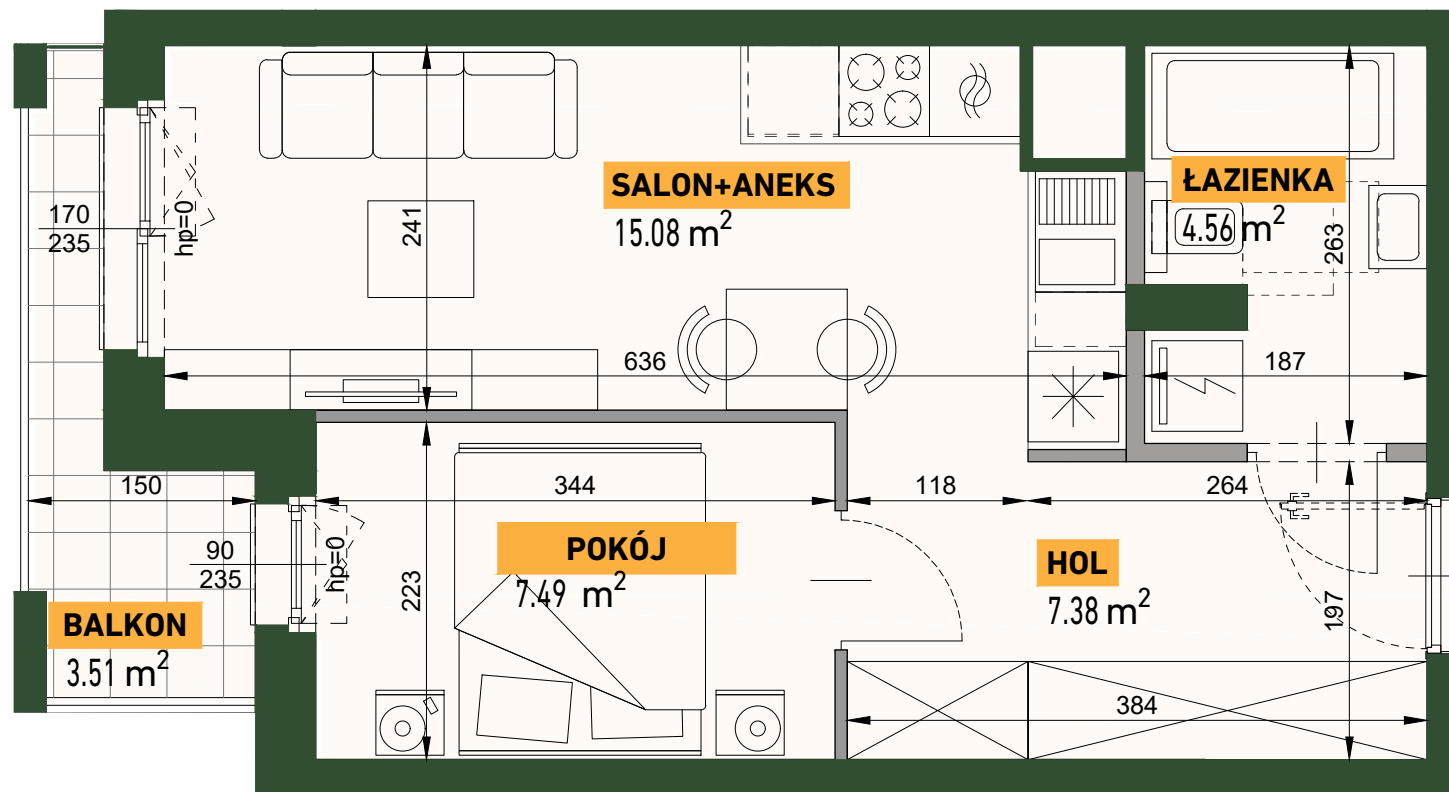 SALON+ANEKS
15.08 m²
ŁAZIENKA
4.56 m²
170
235
hp=0
241
263
636
187
150
344
118
264
90
235
hp=0
223
POKÓJ
7.49 m²
HOL
7.38 m²
197
BALKON
3.51 m²
384